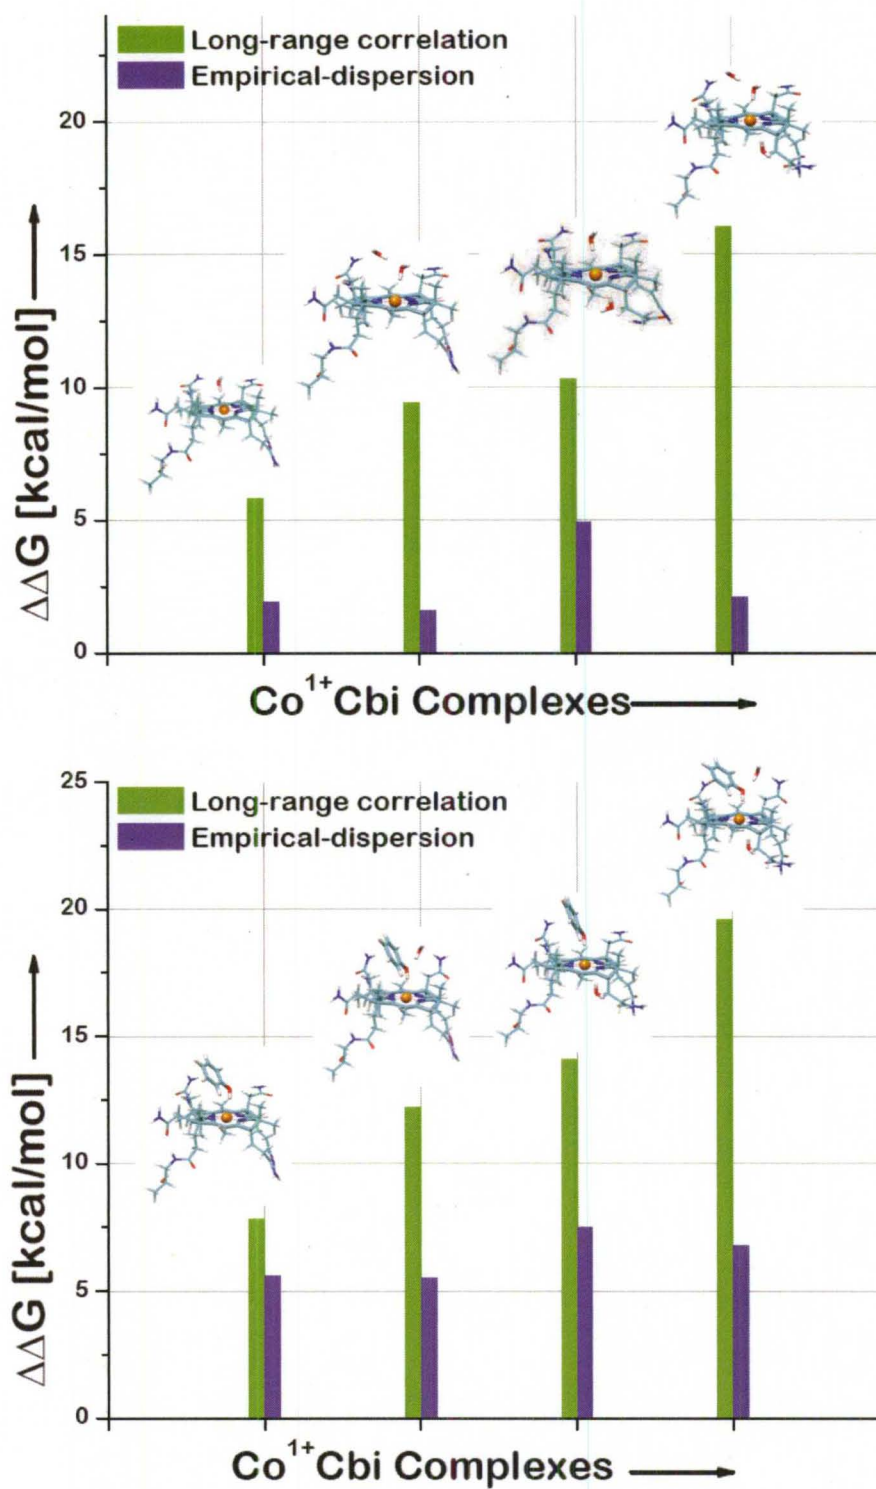 Long-range correlation
Empirical-dispersion
20
15
10
5
0
ΔΔG [kcal/mol]
Co¹⁺Cbi Complexes
25
Long-range correlation
Empirical-dispersion
20
15
10
5
0
ΔΔG [kcal/mol]
Co¹⁺Cbi Complexes